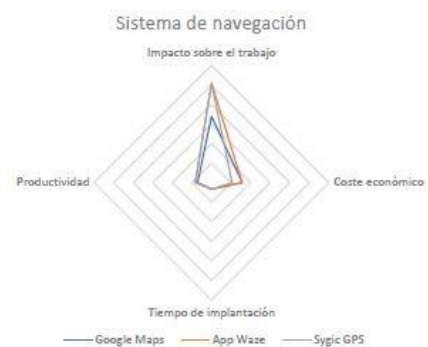 Sistema de navegación
Impacto sobre el trabajo
Productividad
Coste económico
Tiempo de implantación
Google Maps
App Waze
Sygic GPS